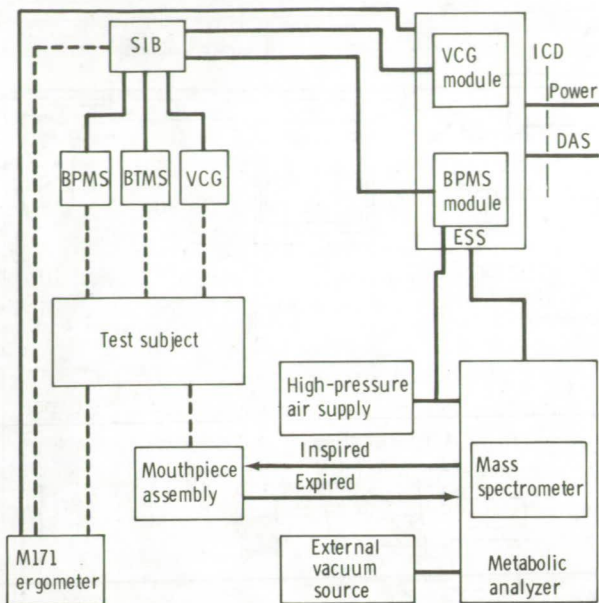 SIB
VCG
module
ICD
Power
DAS
BPMS
BTMS
VCG
BPMS
module
ESS
Test subject
High-pressure
air supply
Inspired
Mouthpiece
assembly
Expired
Mass
spectrometer
M171
ergometer
External
vacuum
source
Metabolic
analyzer